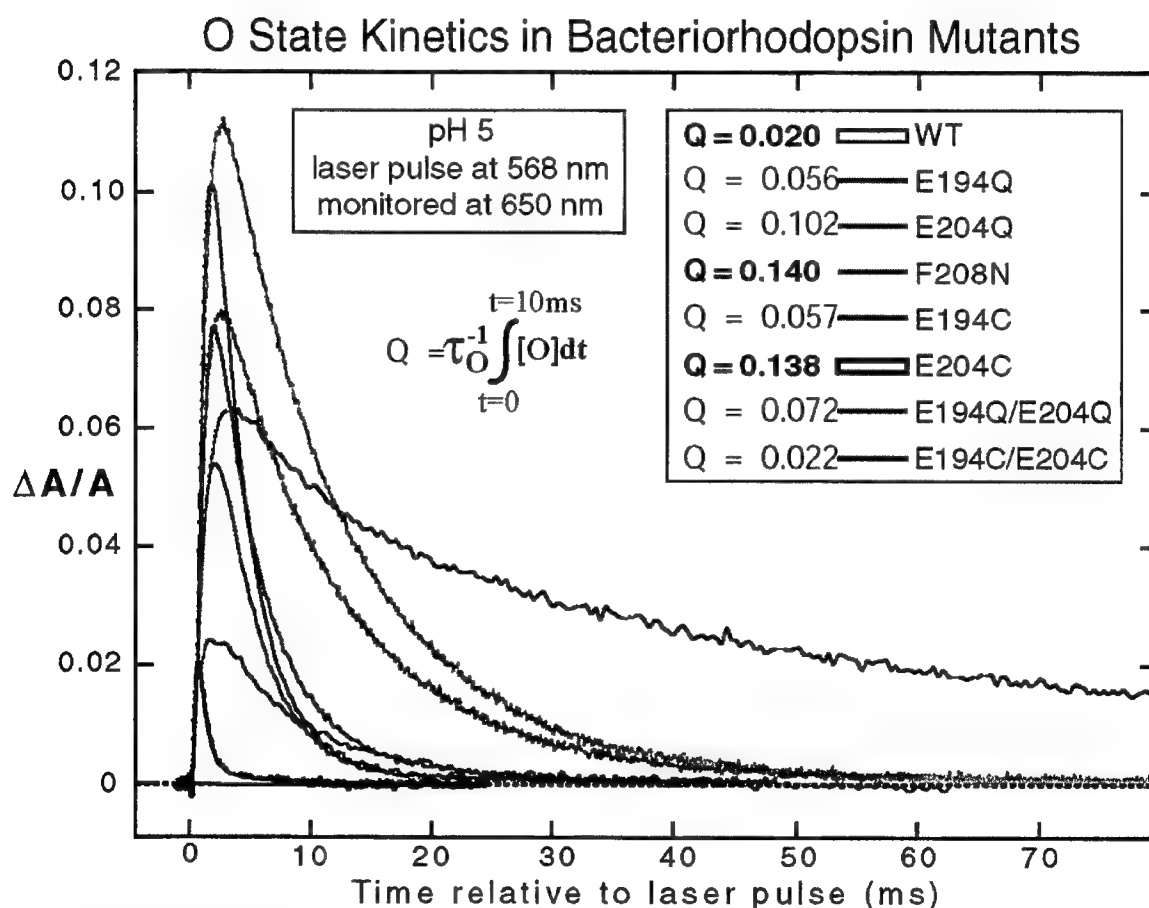 O State Kinetics in Bacteriorhodopsin Mutants
0.12
0.10
0.08
0.06
ΔA/A
0.04
0.02
0
pH 5
laser pulse at 568 nm
monitored at 650 nm
t=10ms
Q = τO^-1 ∫[O]dt
t=0
Q=0.020 WT
Q = 0.056 E194Q
Q = 0.102 E204Q
Q=0.140 F208N
Q = 0.057 E194C
Q=0.138 E204C
Q = 0.072 E194Q/E204Q
Q = 0.022 E194C/E204C
0 10 20 30 40 50 60 70
Time relative to laser pulse (ms)